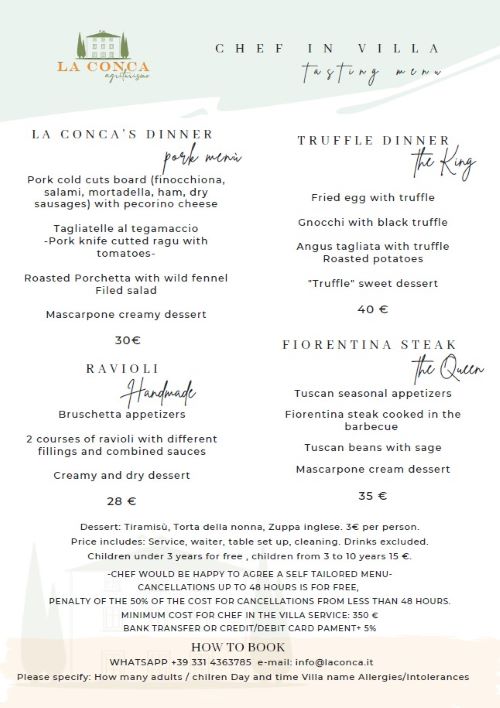 LA CONCA
agriturismo
CHEF IN VILLA
tasting menu
LA CONCA'S DINNER
pork menù
Pork cold cuts board (finocchiona,
salami, mortadella, ham, dry
sausages) with pecorino cheese
Tagliatelle al tegamaccio
-Pork knife cutted ragu with
tomatoes-
Roasted Porchetta with wild fennel
Filed salad
Mascarpone creamy dessert
30€
RAVIOLI
Handmade
Bruschetta appetizers
2 courses of ravioli with different
fillings and combined sauces
Creamy and dry dessert
28 €
TRUFFLE DINNER
the King
Fried egg with truffle
Gnocchi with black truffle
Angus tagliata with truffle
Roasted potatoes
"Truffle" sweet dessert
40 €
FIORENTINA STEAK
the Queen
Tuscan seasonal appetizers
Fiorentina steak cooked in the
barbecue
Tuscan beans with sage
Mascarpone cream dessert
35 €
Dessert: Tiramisù, Torta della nonna, Zuppa inglese. 3€ per person.
Price includes: Service, waiter, table set up, cleaning. Drinks excluded.
Children under 3 years for free , children from 3 to 10 years 15 €.
-CHEF WOULD BE HAPPY TO AGREE A SELF TAILORED MENU-
CANCELLATIONS UP TO 48 HOURS IS FOR FREE,
PENALTY OF THE 50% OF THE COST FOR CANCELLATIONS FROM LESS THAN 48 HOURS.
MINIMUM COST FOR CHEF IN THE VILLA SERVICE: 350 €
BANK TRANSFER OR CREDIT/DEBIT CARD PAMENT+ 5%
HOW TO BOOK
WHATSAPP +39 331 4363785 e-mail: info@laconca.it
Please specify: How many adults / chilren Day and time Villa name Allergies/Intolerances